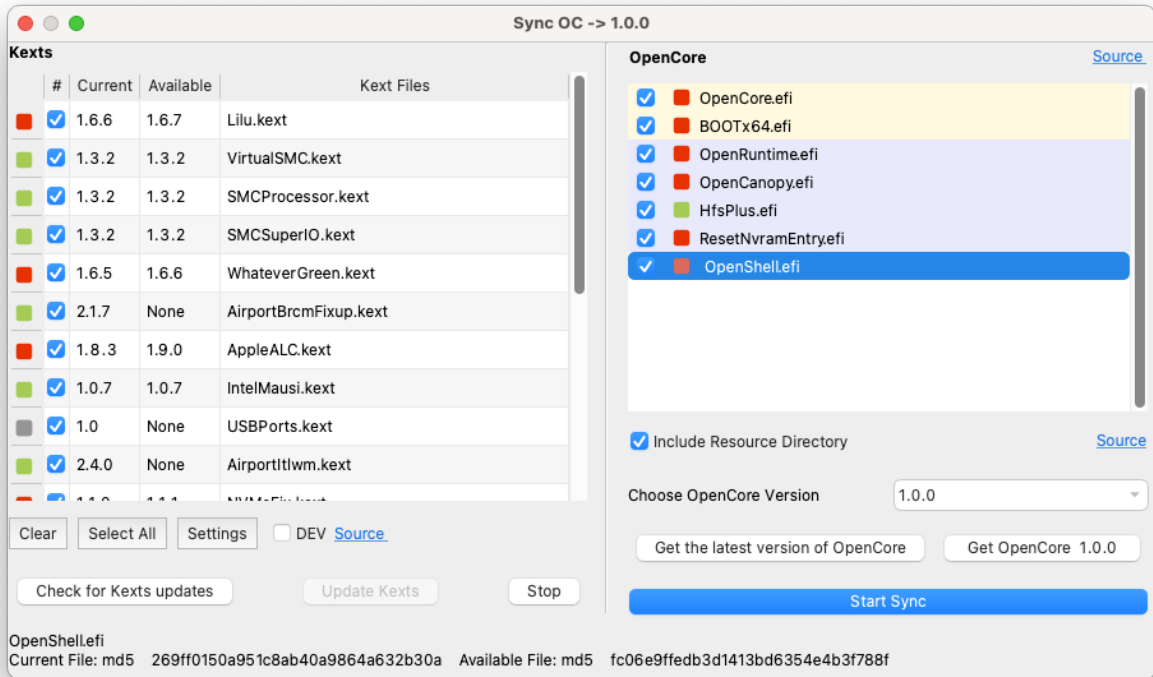 Sync OC -> 1.0.0
Kexts
# Current Available Kext Files
1.6.6 1.6.7 Lilu.kext
1.3.2 1.3.2 VirtualSMC.kext
1.3.2 1.3.2 SMCProcessor.kext
1.3.2 1.3.2 SMCSuperIO.kext
1.6.5 1.6.6 WhateverGreen.kext
2.1.7 None AirportBrcmFixup.kext
1.8.3 1.9.0 AppleALC.kext
1.0.7 1.0.7 IntelMausi.kext
1.0 None USBPorts.kext
2.4.0 None AirportItlwm.kext
Clear Select All Settings DEV Source
Check for Kexts updates Update Kexts Stop
OpenCore Source
OpenCore.efi
BOOTx64.efi
OpenRuntime.efi
OpenCanopy.efi
HfsPlus.efi
ResetNvramEntry.efi
OpenShell.efi
Include Resource Directory Source
Choose OpenCore Version 1.0.0
Get the latest version of OpenCore Get OpenCore 1.0.0
Start Sync
OpenShell.efi
Current File: md5 269ff0150a951c8ab40a9864a632b30a Available File: md5 fc06e9ffedb3d1413bd6354e4b3f788f